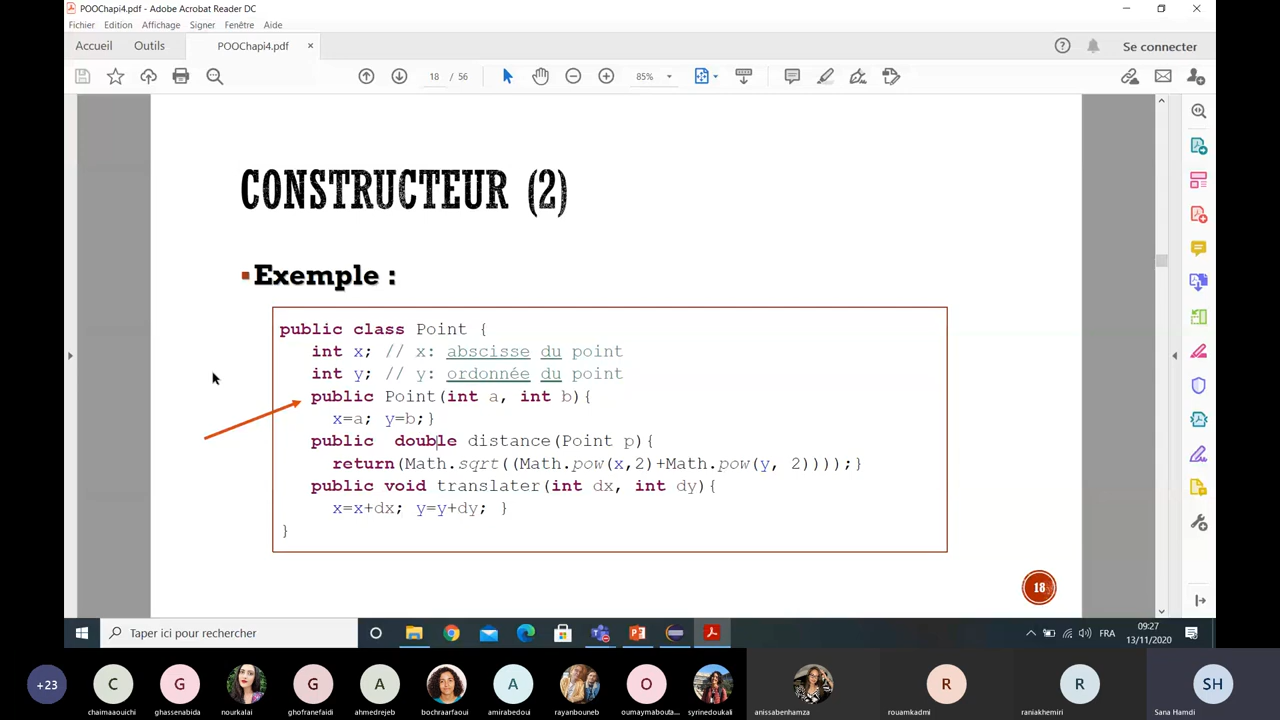 POOChapi4.pdf - Adobe Acrobat Reader DC
Fichier Edition Affichage Signer Fenêtre Aide
Accueil Outils POOChapi4.pdf × Se connecter
18 / 56 85%
CONSTRUCTEUR (2)
Exemple :
public class Point {
int x; // x: abscisse du point
int y; // y: ordonnée du point
public Point(int a, int b){
x=a; y=b;}
public double distance(Point p){
return(Math.sqrt((Math.pow(x,2)+Math.pow(y, 2))));}
public void translater(int dx, int dy){
x=x+dx; y=y+dy; }
}
18
Taper ici pour rechercher
FRA
09:27
13/11/2020
+23 C G G A A O R R SH
chaimaaouichi ghassenabida nourkalai ghofranefaidi ahmedrejeb bochraarfaoui amirabedoui rayanbouneb oumaymabouta... syrinedoukali anissabenhamza rouamkadmi raniakhemiri Sana Hamdi